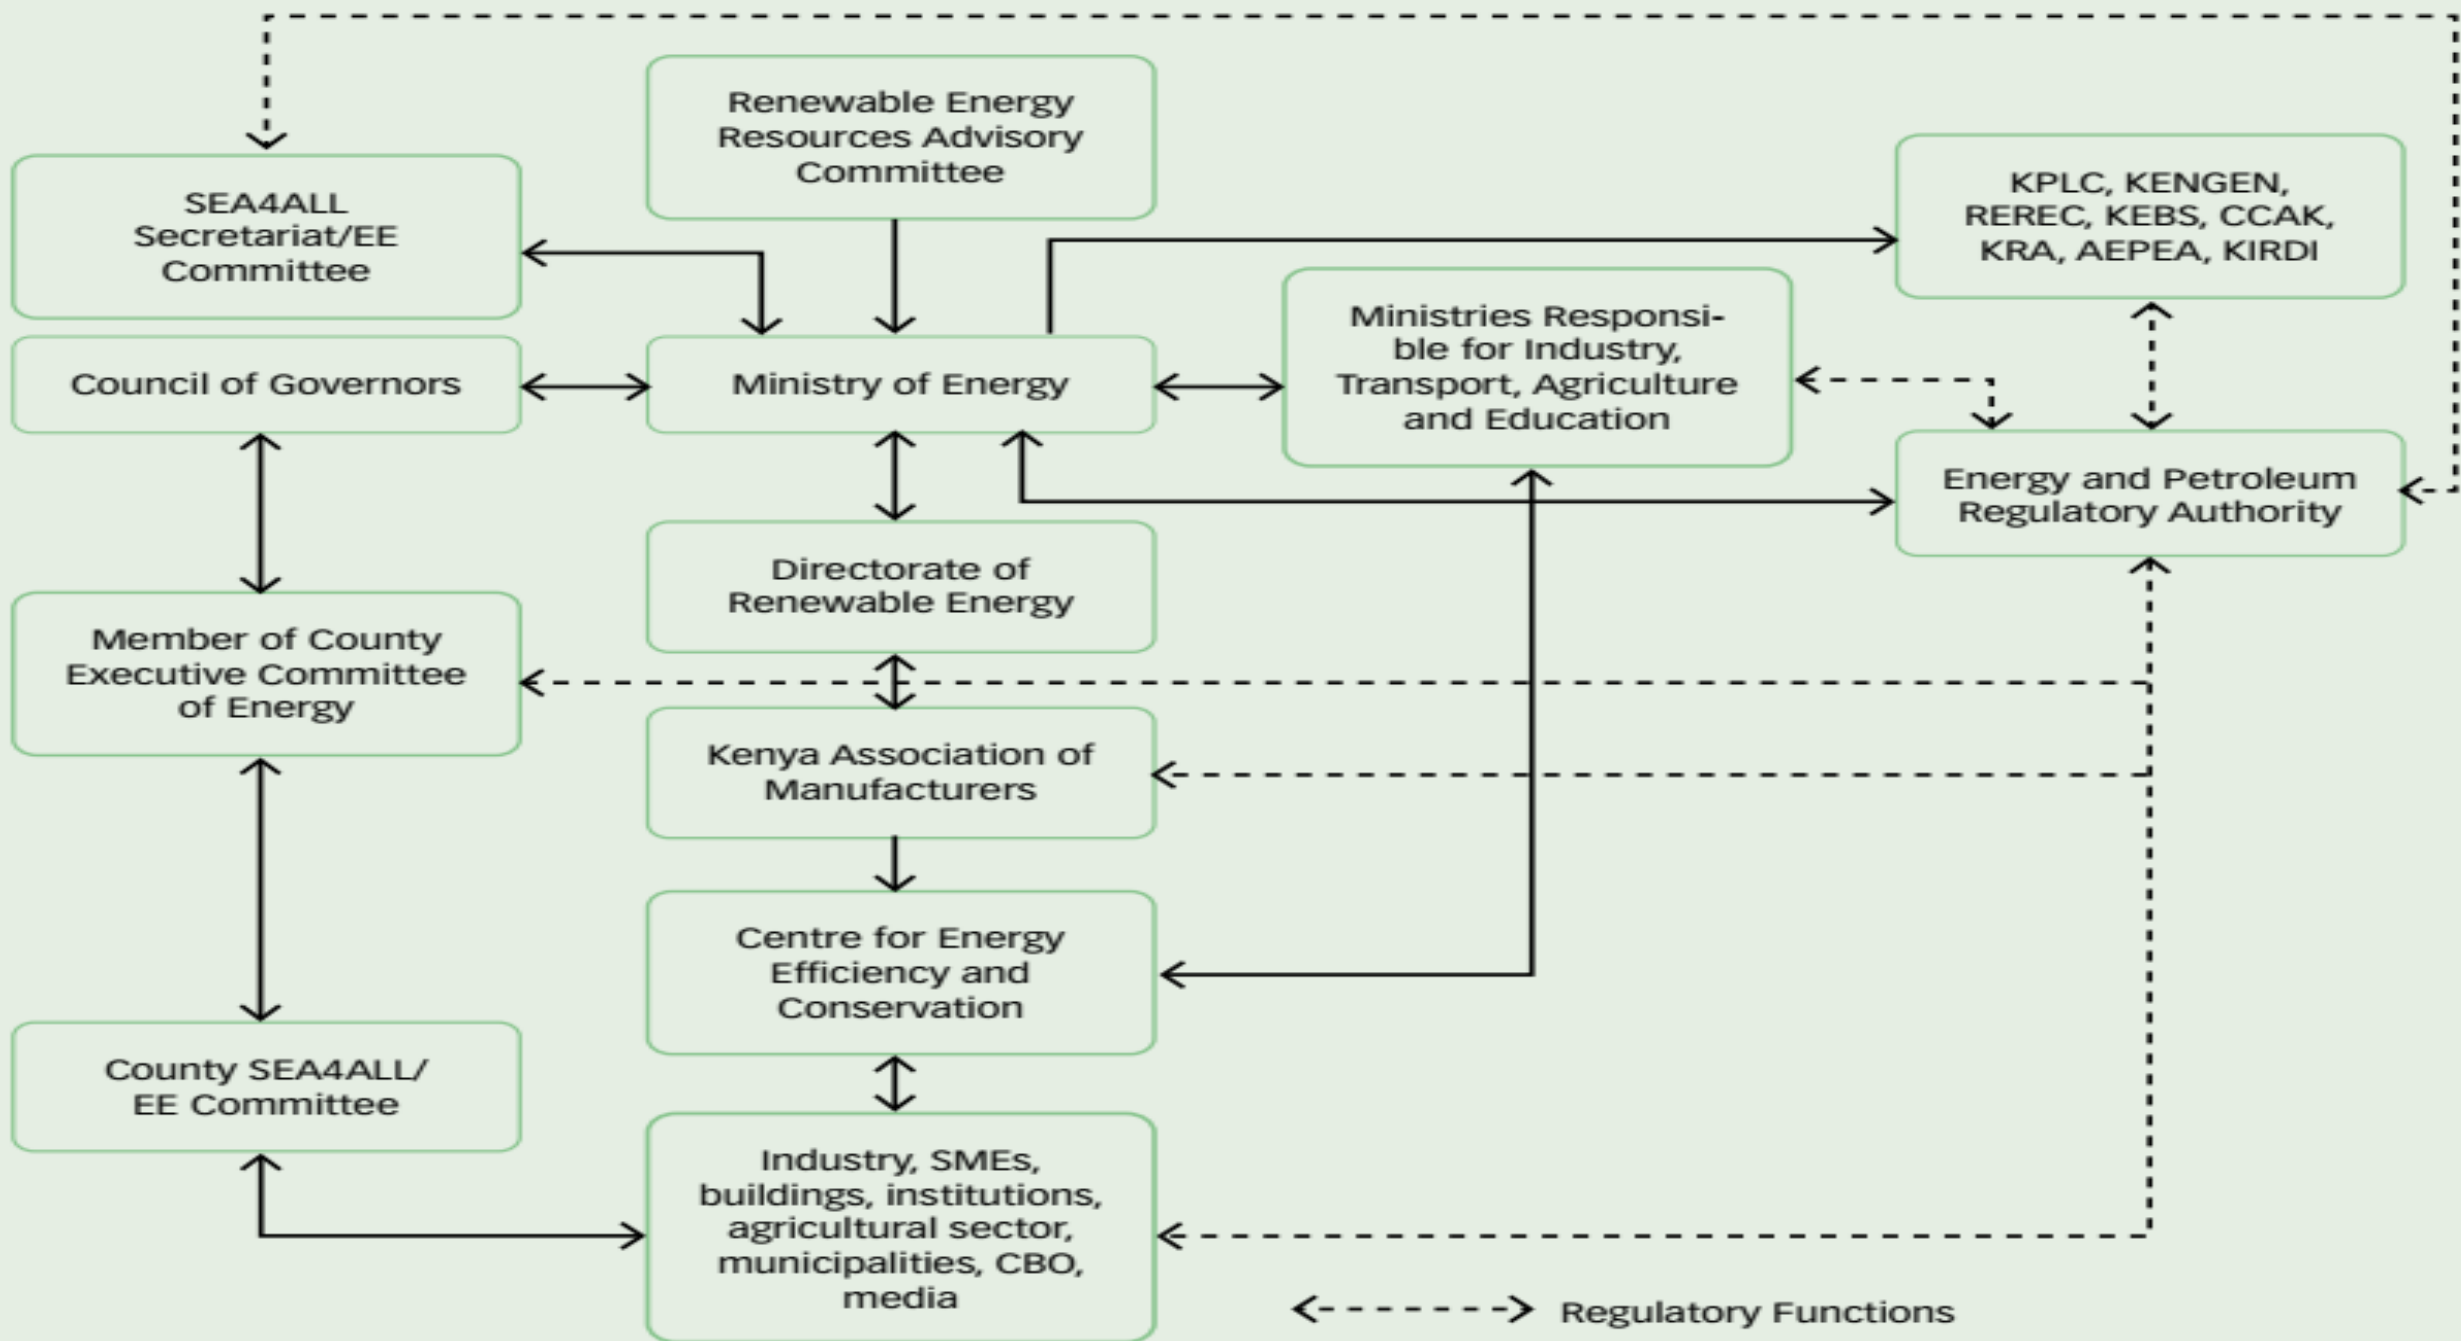 Renewable Energy
Resources Advisory
Committee
SEA4ALL
Secretariat/EE
Committee
KPLC, KENGEN,
REREC, KEBS, CCAK,
KRA, AEPEA, KIRDI
Council of Governors
Ministry of Energy
Ministries Responsi-
ble for Industry,
Transport, Agriculture
and Education
Energy and Petroleum
Regulatory Authority
Directorate of
Renewable Energy
Member of County
Executive Committee
of Energy
Kenya Association of
Manufacturers
Centre for Energy
Efficiency and
Conservation
County SEA4ALL/
EE Committee
Industry, SMEs,
buildings, institutions,
agricultural sector,
municipalities, CBO,
media
Regulatory Functions